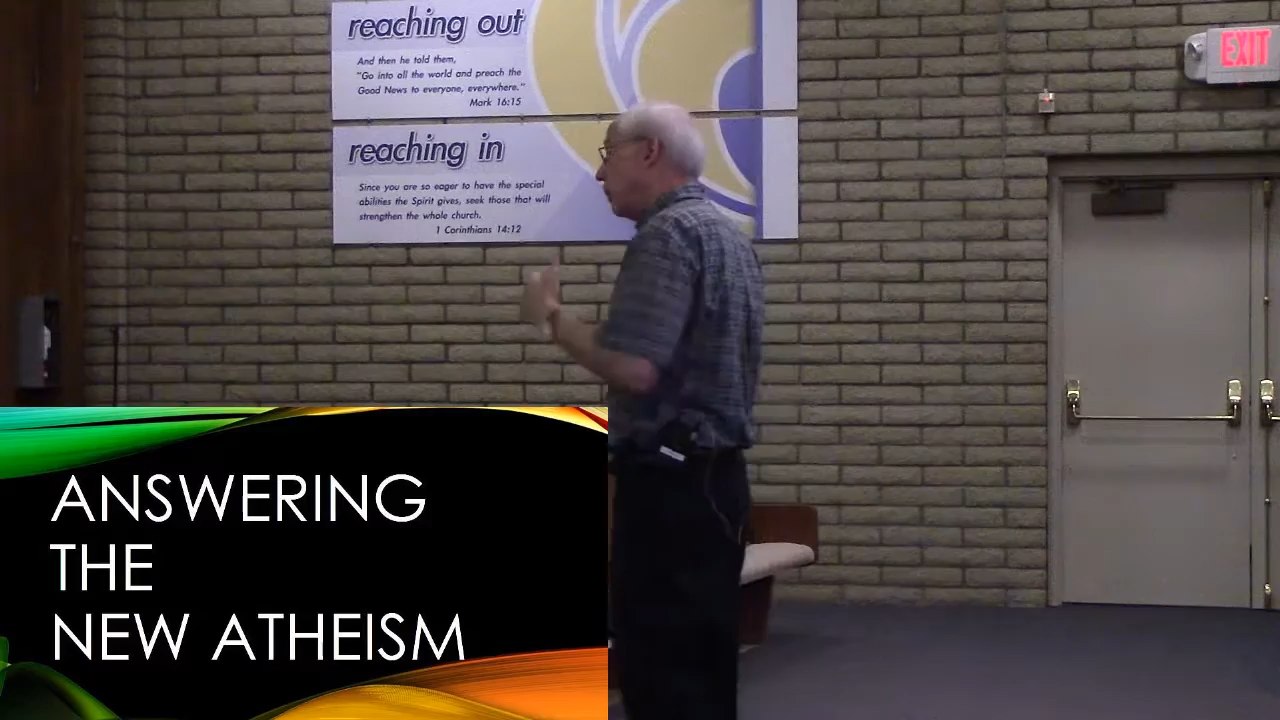 reaching out
And then he told them,
"Go into all the world and preach the
Good News to everyone, everywhere."
Mark 16:15
reaching in
Since you are so eager to have the special
abilities the Spirit gives, seek those that will
strengthen the whole church.
1 Corinthians 14:12
EXIT
ANSWERING
THE
NEW ATHEISM